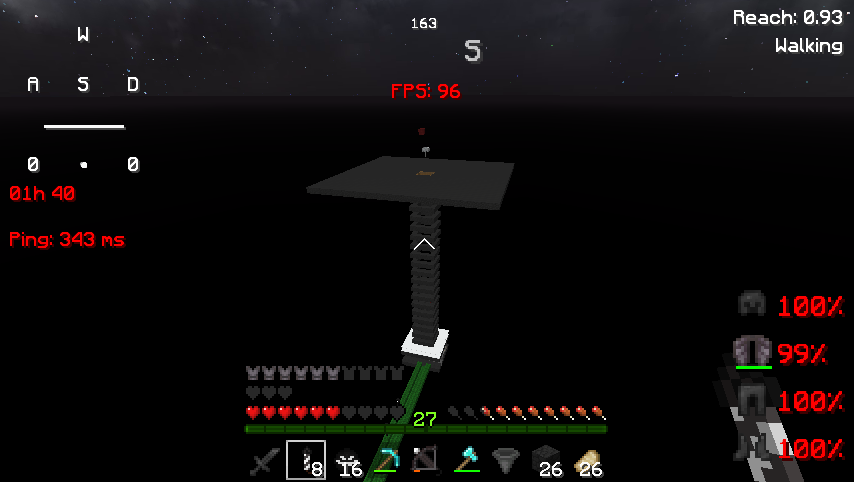 163
Reach: 0.93
W
S
Walking
A S D
FPS: 96
0 0
01h 40
Ping: 343 ms
100%
99%
100%
27
100%
8 16 26 26